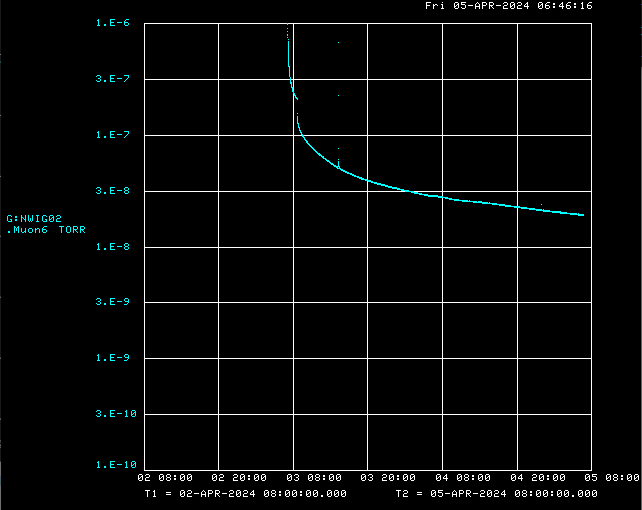 Fri 05-APR-2024 06:46:16
1.E-6
3.E-7
1.E-7
3.E-8
G:NWIG02
.Muon6 TORR
1.E-8
3.E-9
1.E-9
3.E-10
1.E-10
02 08:00 02 20:00 03 08:00 03 20:00 04 08:00 04 20:00 05 08:00
T1 = 02-APR-2024 08:00:00.000 T2 = 05-APR-2024 08:00:00.000